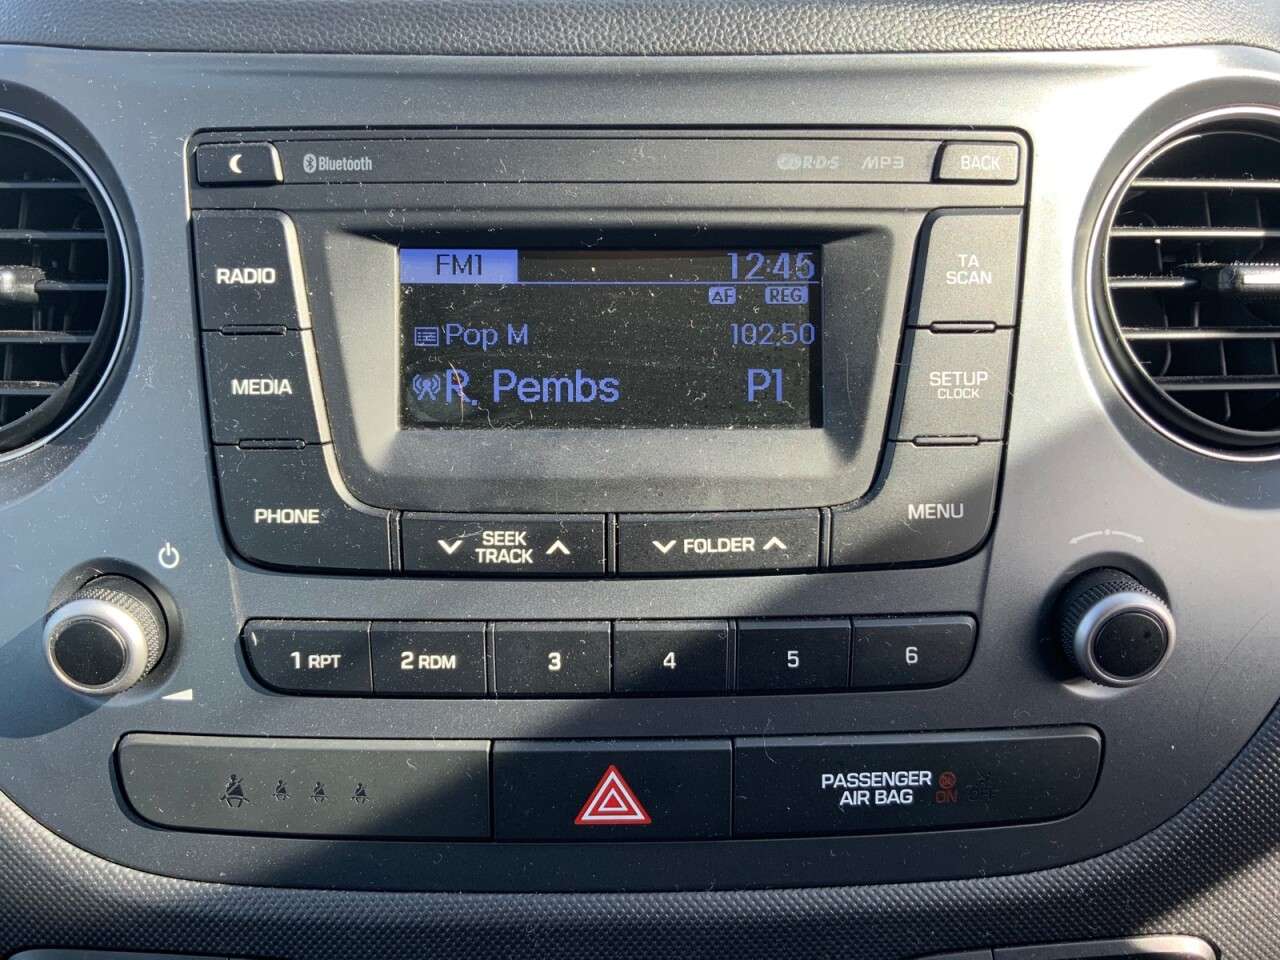 Bluetooth
R·D·S
MP3
BACK
RADIO
FM1
12:45
TA
SCAN
AF
REG
Pop M
102.50
MEDIA
R. Pembs
P1
SETUP
CLOCK
PHONE
SEEK
TRACK
FOLDER
MENU
1 RPT
2 RDM
3
4
5
6
PASSENGER
AIR BAG
ON
OFF